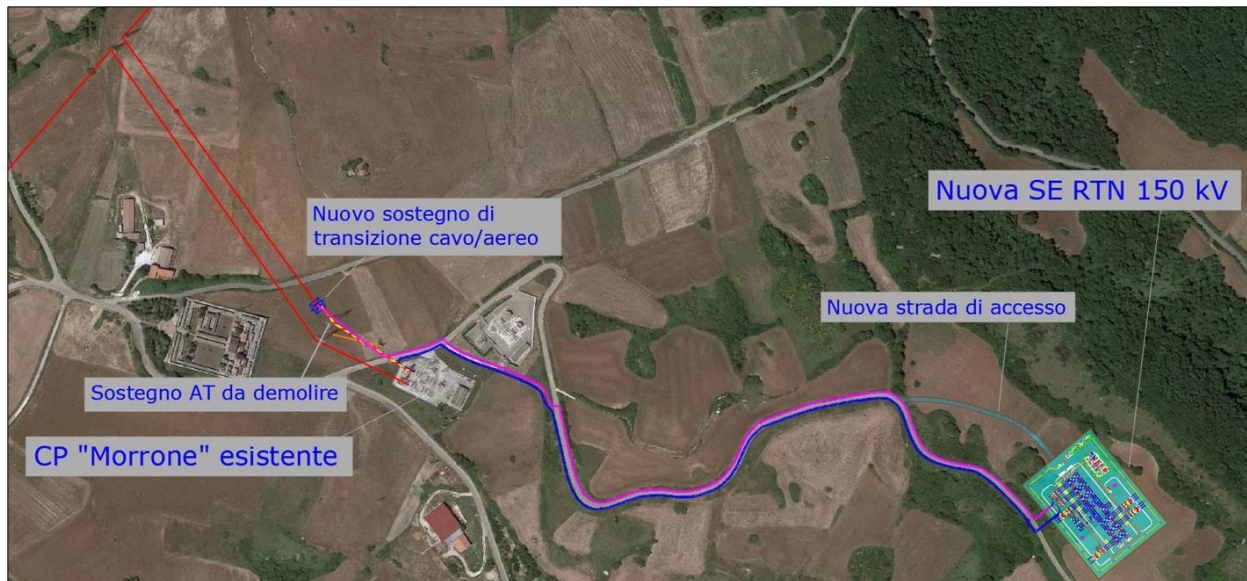 Nuova SE RTN 150 kV
Nuovo sostegno di
transizione cavo/aereo
Nuova strada di accesso
Sostegno AT da demolire
CP "Morrone" esistente